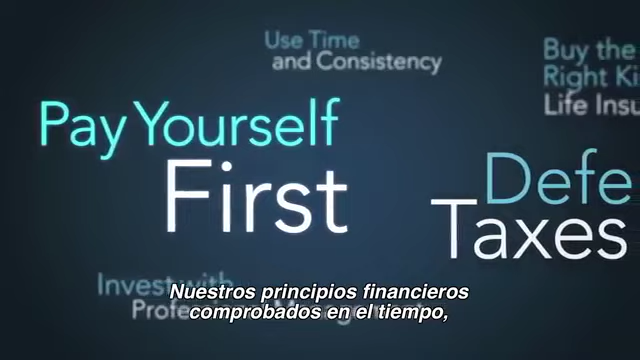 Use Time
and Consistency
Buy the
Right Ki
Life Insu
Pay Yourself
First
Defe
Taxes
Invest with
Nuestros principios financieros
comprobados en el tiempo,